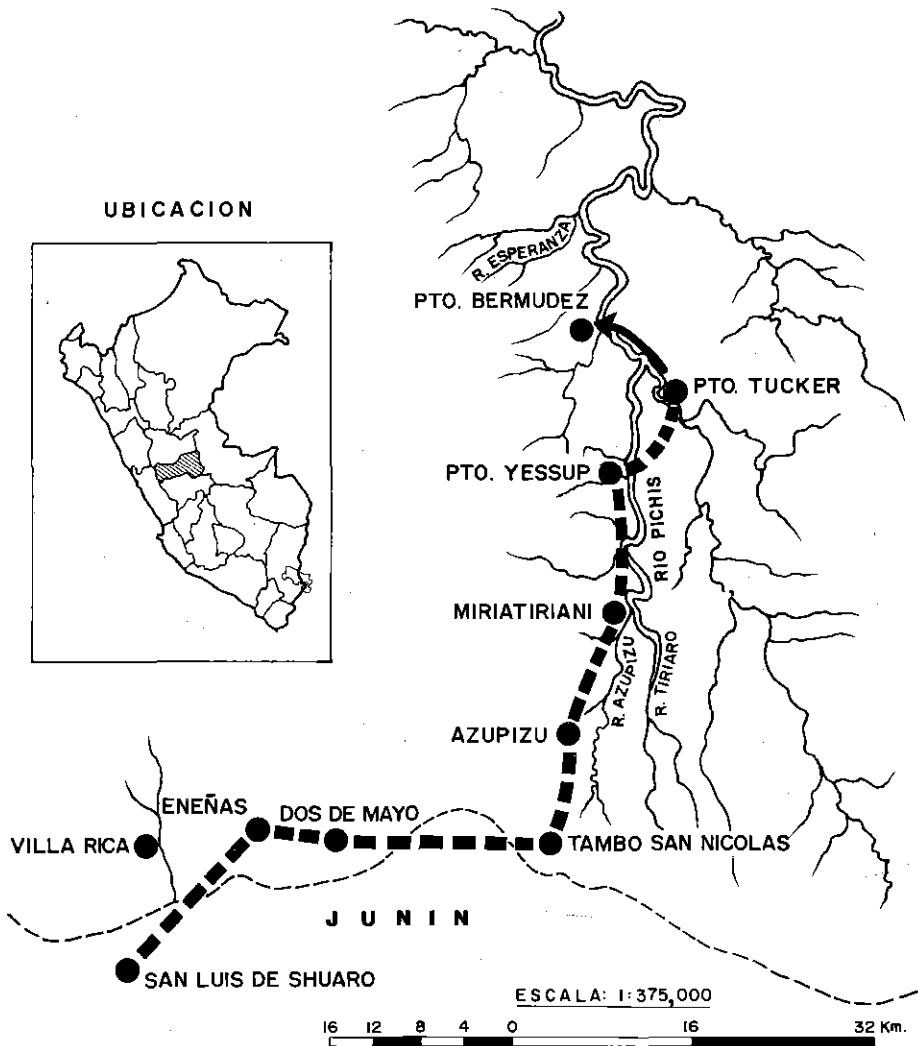 UBICACION
R. ESPERANZA
PTO. BERMUDEZ
PTO. TUCKER
PTO. YESSUP
RIO PICHIS
MIRIATIRIANI
R. AZUPIZU
R. TIRIARO
AZUPIZU
ENEÑAS
DOS DE MAYO
VILLA RICA
TAMBO SAN NICOLAS
JUNIN
SAN LUIS DE SHUARO
ESCALA: 1:375,000
16 12 8 4 0 16 32 Km.